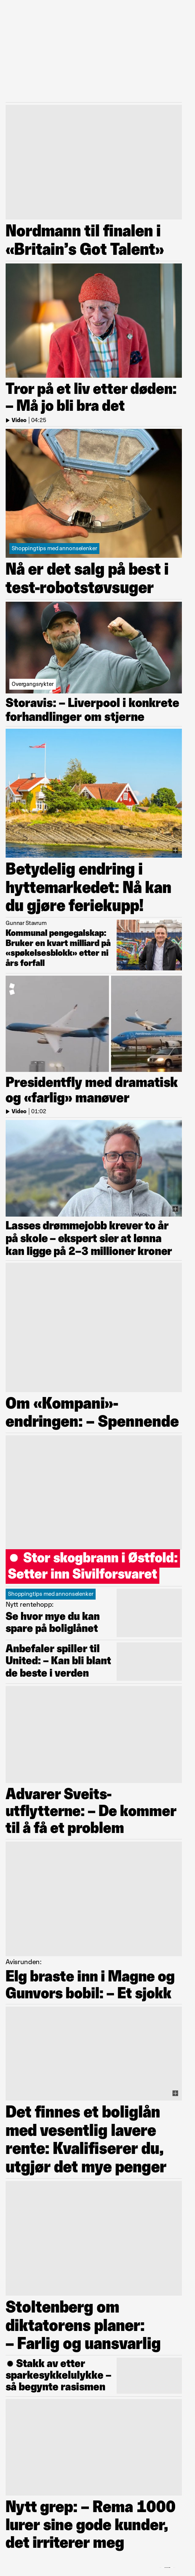 Nordmann til finalen i
«Britain's Got Talent»
Tror på et liv etter døden:
– Må jo bli bra det
Video | 04:25
Shoppingtips med annonselenker
Nå er det salg på best i
test-robotstøvsuger
Overgangsrykter
Storavis: – Liverpool i konkrete
forhandlinger om stjerne
Betydelig endring i
hyttemarkedet: Nå kan
du gjøre feriekupp!
Gunnar Stavrum
Kommunal pengegalskap:
Bruker en kvart milliard på
«spøkelsesblokk» etter ni
års forfall
Presidentfly med dramatisk
og «farlig» manøver
Video | 01:02
Lasses drømmejobb krever to år
på skole – ekspert sier at lønna
kan ligge på 2–3 millioner kroner
Om «Kompani»-
endringen: – Spennende
Stor skogbrann i Østfold:
Setter inn Sivilforsvaret
Shoppingtips med annonselenker
Nytt rentehopp:
Se hvor mye du kan
spare på boliglånet
Anbefaler spiller til
United: – Kan bli blant
de beste i verden
Advarer Sveits-
utflytterne: – De kommer
til å få et problem
Avisrunden:
Elg braste inn i Magne og
Gunvors bobil: – Et sjokk
Det finnes et boliglån
med vesentlig lavere
rente: Kvalifiserer du,
utgjør det mye penger
Stoltenberg om
diktatorens planer:
– Farlig og uansvarlig
Stakk av etter
sparkesykkelulykke –
så begynte rasismen
Nytt grep: – Rema 1000
lurer sine gode kunder,
det irriterer meg